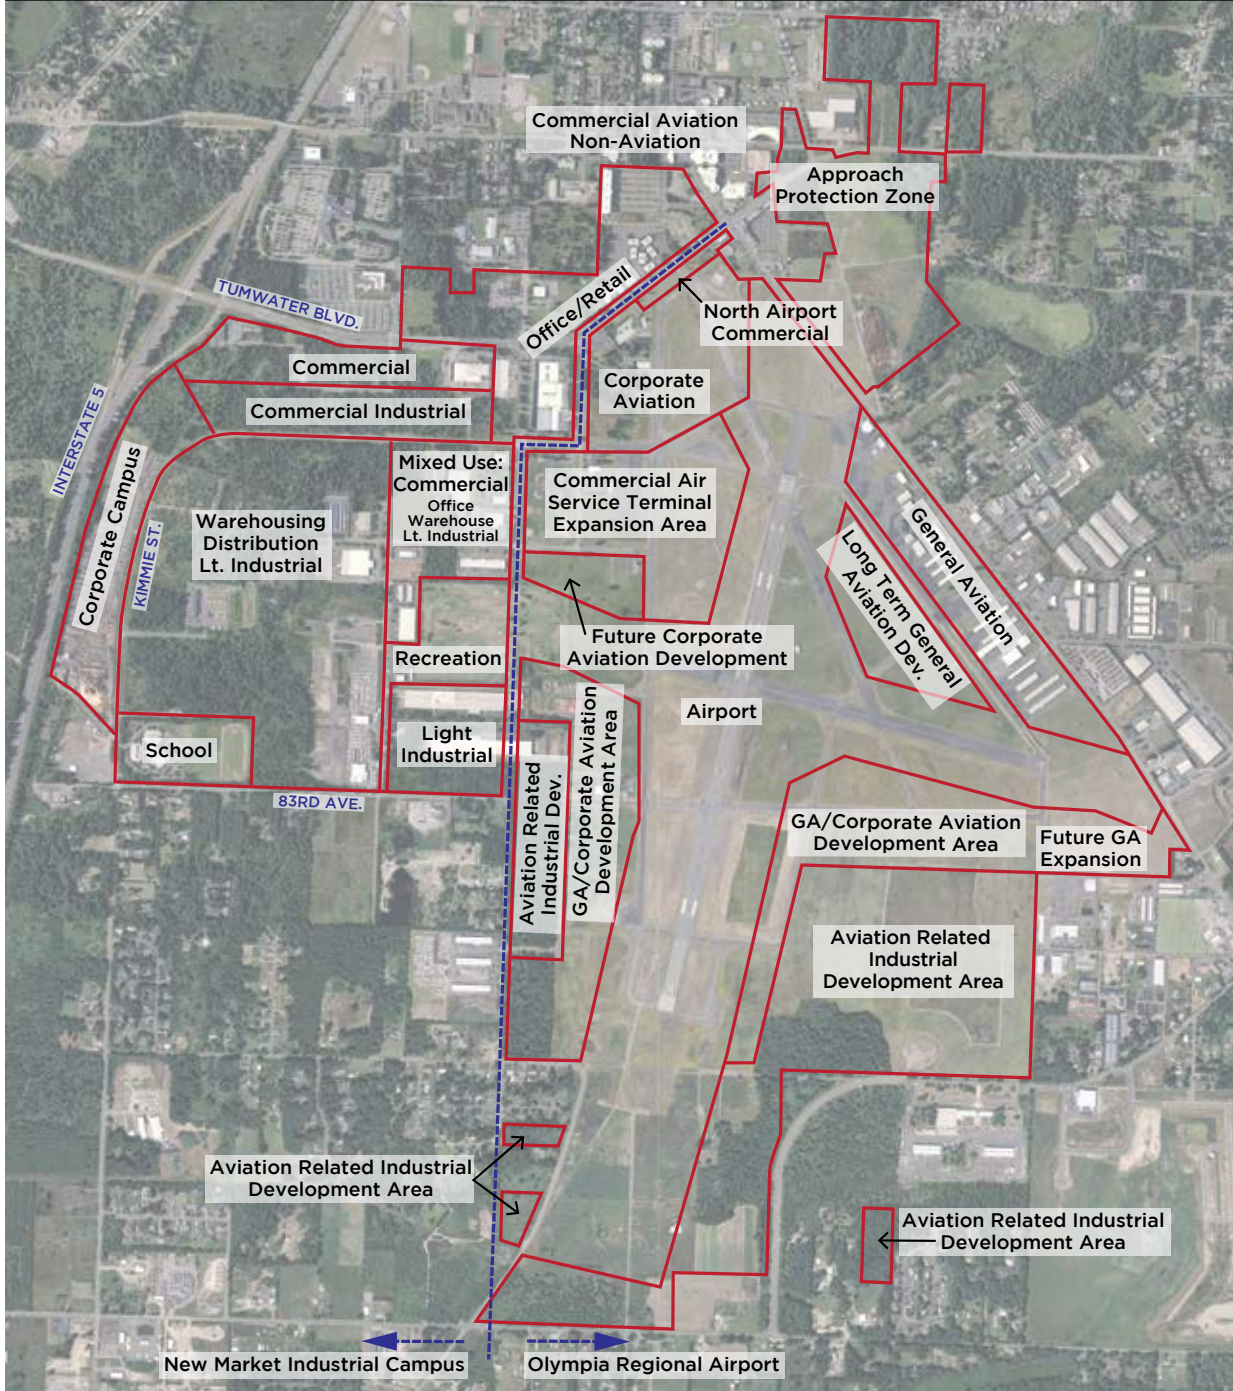 Commercial Aviation
Non-Aviation
Approach
Protection Zone
Office/Retail
TUMWATER BLVD.
North Airport
Commercial
Commercial
Corporate
Aviation
Commercial Industrial
INTERSTATE 5
Corporate Campus
KIMMIE ST.
Mixed Use:
Commercial
Office
Warehouse
Lt. Industrial
Commercial Air
Service Terminal
Expansion Area
Warehousing
Distribution
Lt. Industrial
General Aviation
Long Term General
Aviation Dev.
Future Corporate
Aviation Development
Recreation
Airport
School
Light
Industrial
GA/Corporate Aviation
Development Area
Aviation Related
Industrial Dev.
83RD AVE.
GA/Corporate Aviation
Development Area
Future GA
Expansion
Aviation Related
Industrial
Development Area
Aviation Related Industrial
Development Area
Aviation Related Industrial
Development Area
New Market Industrial Campus
Olympia Regional Airport